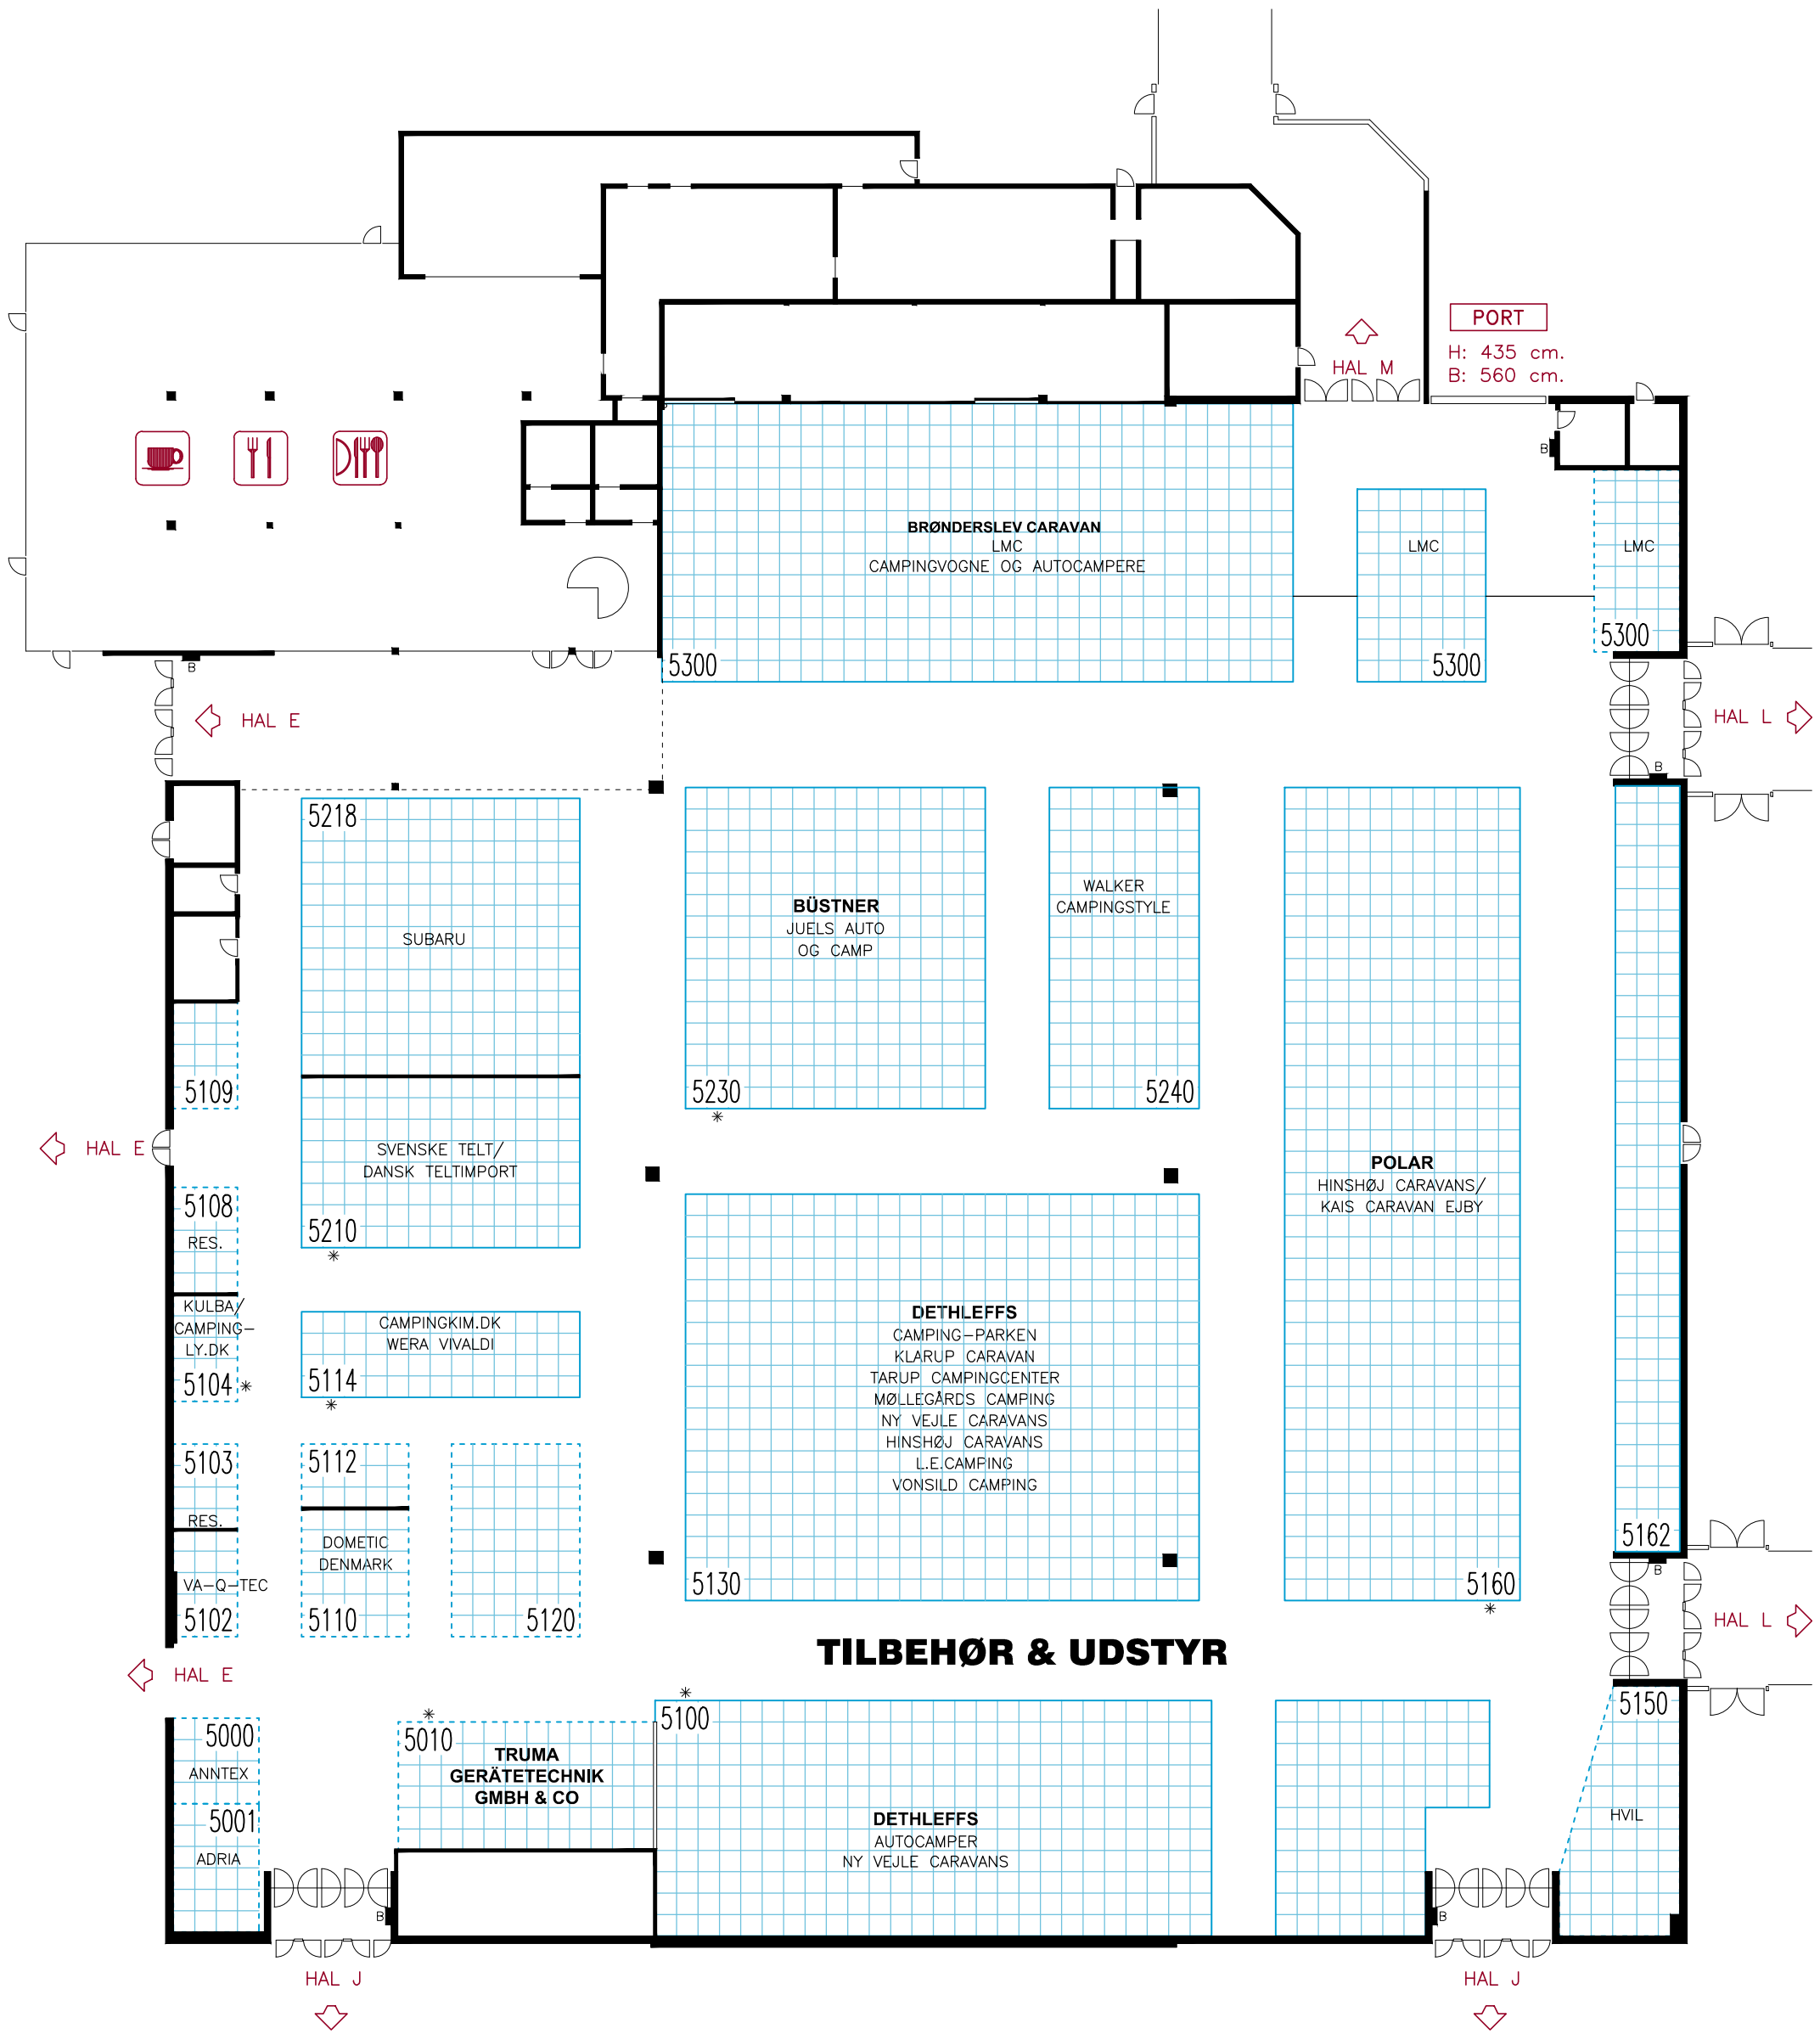 PORT
H: 435 cm.
B: 560 cm.
HAL M
B
BRØNDERSLEV CARAVAN
LMC
CAMPINGVOGNE OG AUTOCAMPERE
5300
LMC
5300
LMC
5300
B
HAL E
HAL L
B
5218
SUBARU
BÜSTNER
JUELS AUTO
OG CAMP
5230
*
WALKER
CAMPINGSTYLE
5240
5109
HAL E
SVENSKE TELT/
DANSK TELTIMPORT
5210
*
POLAR
HINSHØJ CARAVANS/
KAIS CARAVAN EJBY
5160
*
5108
RES.
KULBA/
CAMPING-
LY.DK
5104 *
CAMPINGKIM.DK
WERA VIVALDI
5114
*
DETHLEFFS
CAMPING-PARKEN
KLARUP CARAVAN
TARUP CAMPINGCENTER
MØLLEGÅRDS CAMPING
NY VEJLE CARAVANS
HINSHØJ CARAVANS
L.E.CAMPING
VONSILD CAMPING
5130
5103
RES.
VA-Q-TEC
5102
5112
DOMETIC
DENMARK
5110
5120
5162
B
HAL L
TILBEHØR & UDSTYR
HAL E
5000
ANNTEX
5001
ADRIA
*
5010
TRUMA
GERÄTETECHNIK
GMBH & CO
*
5100
DETHLEFFS
AUTOCAMPER
NY VEJLE CARAVANS
5150
HVIL
B
B
HAL J
HAL J